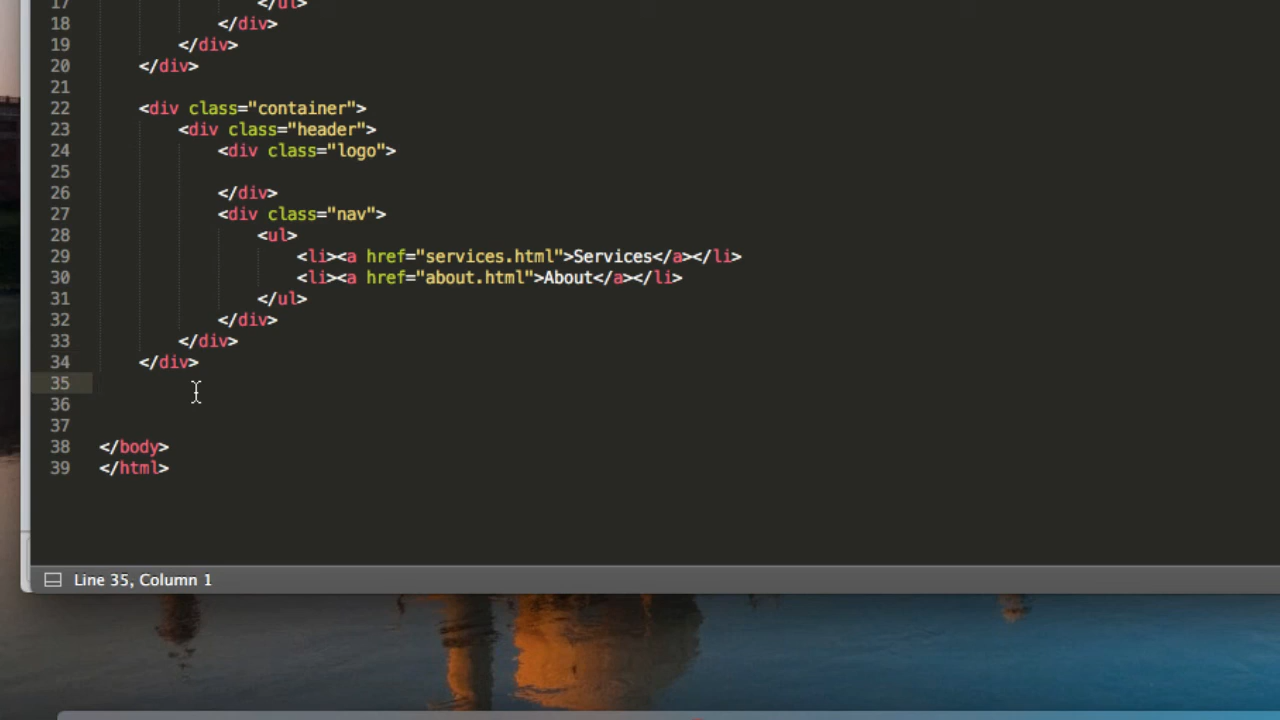 17 </ul>
18 </div>
19 </div>
20 </div>
21
22 <div class="container">
23 <div class="header">
24 <div class="logo">
25
26 </div>
27 <div class="nav">
28 <ul>
29 <li><a href="services.html">Services</a></li>
30 <li><a href="about.html">About</a></li>
31 </ul>
32 </div>
33 </div>
34 </div>
35
36
37
38 </body>
39 </html>
Line 35, Column 1